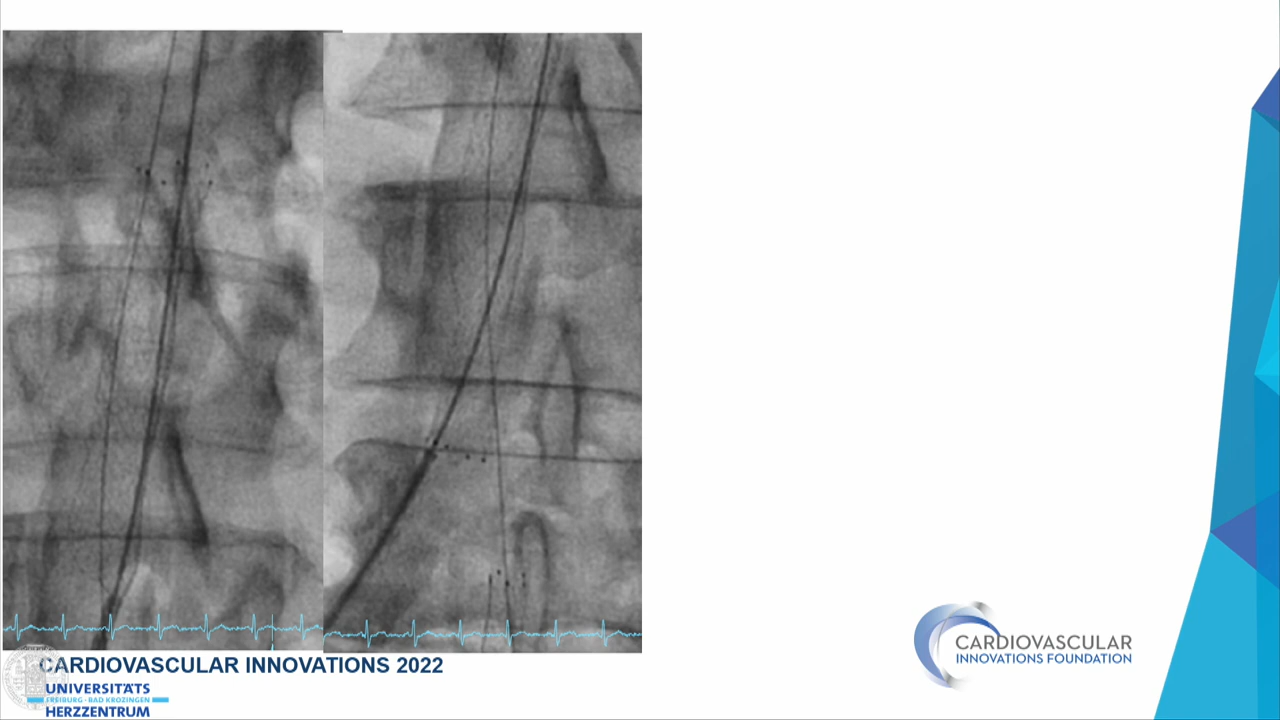 CARDIOVASCULAR INNOVATIONS 2022
UNIVERSITÄTS
FREIBURG · BAD KROZINGEN
HERZZENTRUM
CARDIOVASCULAR
INNOVATIONS FOUNDATION